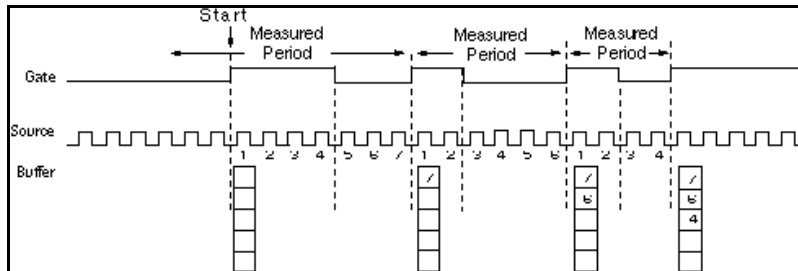 Start
Measured Period
Measured Period
Measured Period
Gate
Source
1 2 3 4 5 6 7 1 2 3 4 5 6 1 2 3 4
Buffer
7 7 7
6 6
4